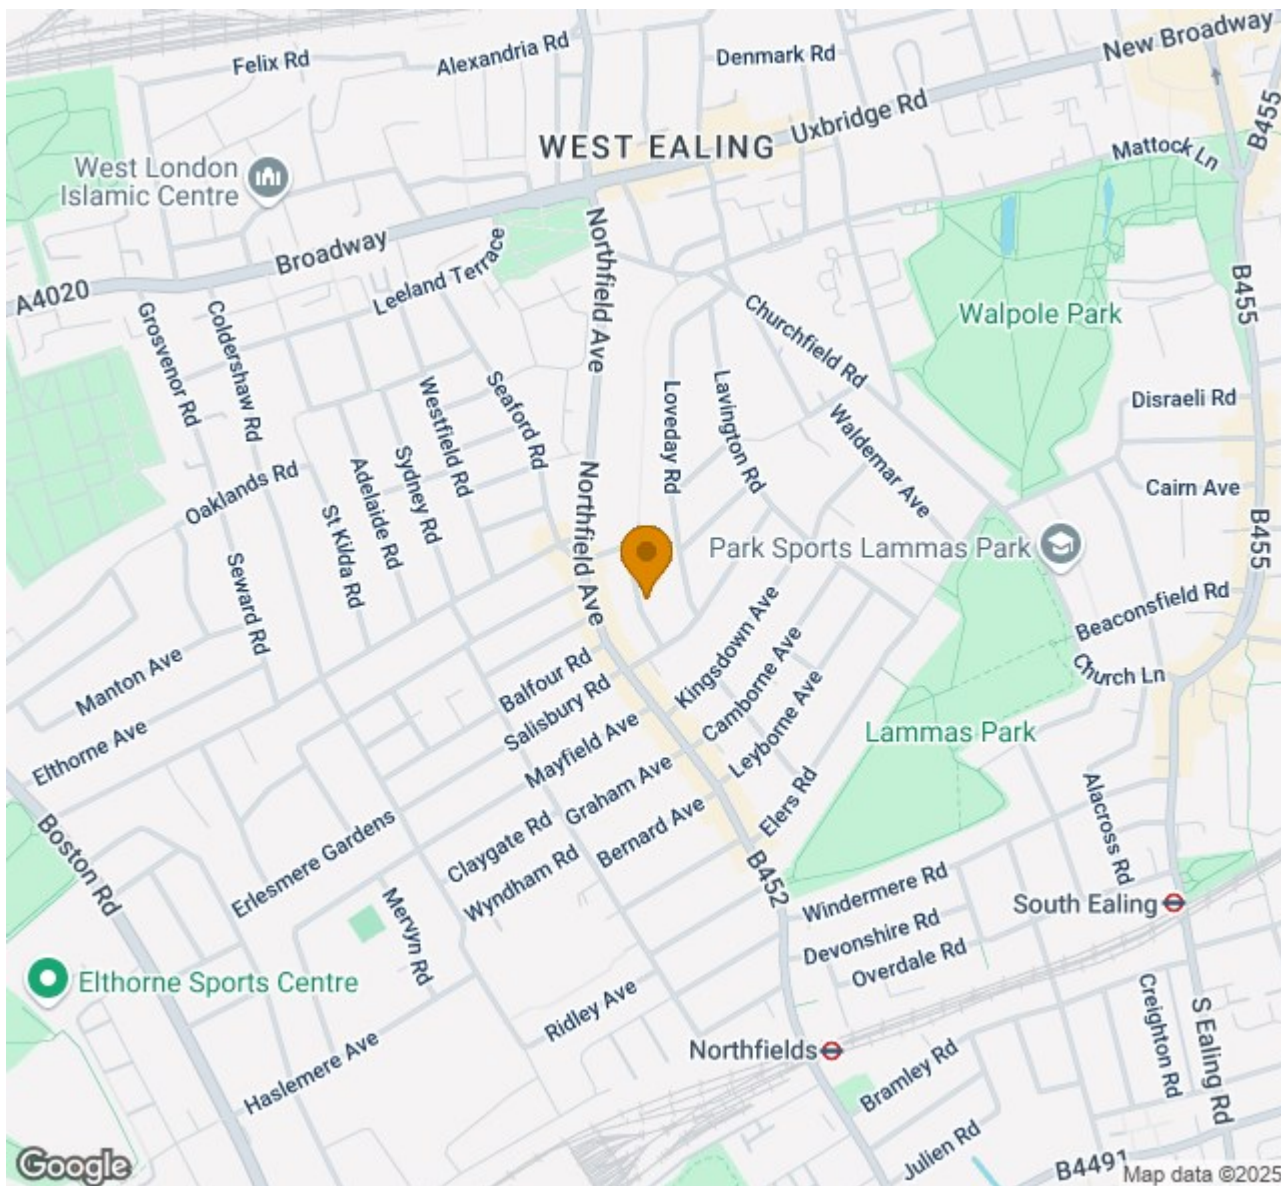 New Broadway
Alexandria Rd
Denmark Rd
Felix Rd
Uxbridge Rd
B455
WEST EALING
Mattock Ln
West London
Islamic Centre
Northfield Ave
Broadway
Leeland Terrace
A4020
B455
Grosvenor Rd
Coldershaw Rd
Churchfield Rd
Walpole Park
Westfield Rd
Seaford Rd
Loveday Rd
Lavington Rd
Disraeli Rd
Waldemar Ave
Sydney Rd
Adelaide Rd
Oaklands Rd
Northfield Ave
Cairn Ave
St Kilda Rd
B455
Park Sports Lammas Park
Seward Rd
Beaconsfield Rd
Kingsdown Ave
Camborne Ave
Manton Ave
Balfour Rd
Church Ln
Salisbury Rd
Leyborne Ave
Elthorne Ave
Mayfield Ave
Lammas Park
Graham Ave
Elers Rd
Alacross Rd
Boston Rd
Erlesmere Gardens
Claygate Rd
Bernard Ave
Wyndham Rd
B452
Windermere Rd
South Ealing
Mervyn Rd
Devonshire Rd
Overdale Rd
Elthorne Sports Centre
Ridley Ave
Creighton Rd
S Ealing Rd
Northfields
Haslemere Ave
Bramley Rd
Julien Rd
B4491
Google
Map data ©2025